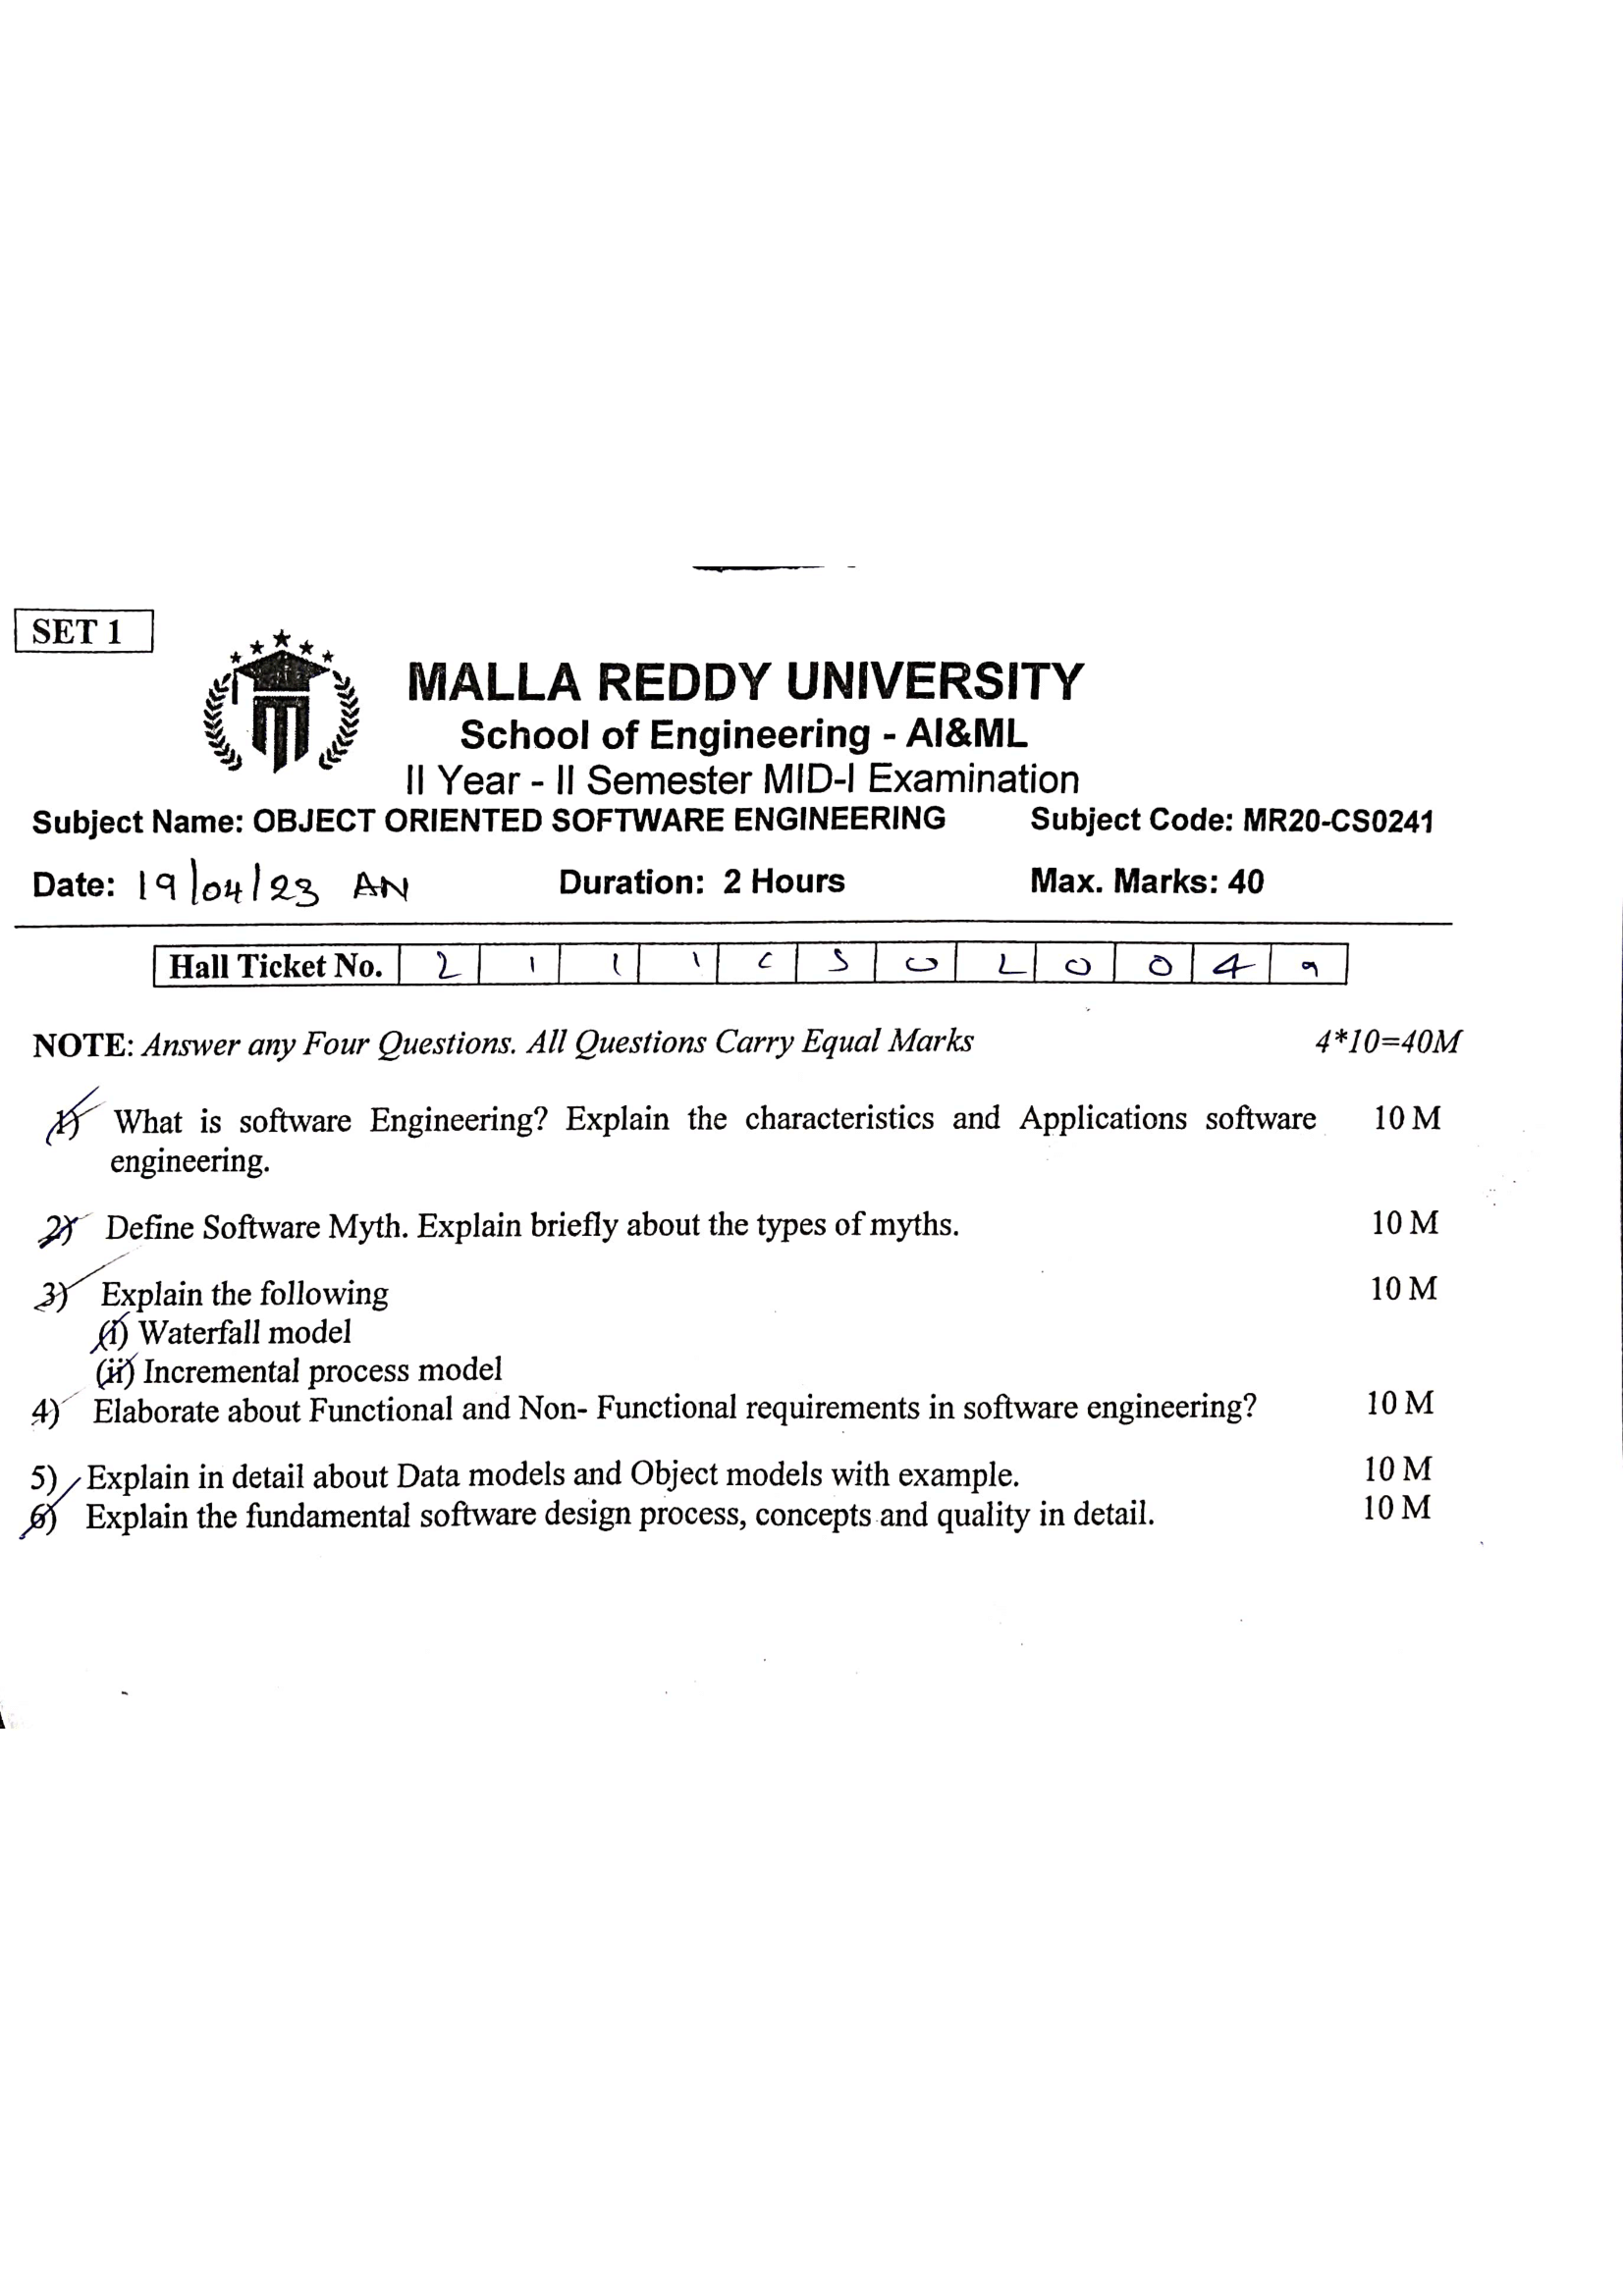 SET 1
MALLA REDDY UNIVERSITY
School of Engineering - AI&ML
II Year - II Semester MID-I Examination
Subject Name: OBJECT ORIENTED SOFTWARE ENGINEERING Subject Code: MR20-CS0241
Date: 19/04/23 AN Duration: 2 Hours Max. Marks: 40
Hall Ticket No. 2 1 1 1 C S 0 2 0 0 4 9
NOTE: Answer any Four Questions. All Questions Carry Equal Marks 4*10=40M
1) What is software Engineering? Explain the characteristics and Applications software 10 M
engineering.
2) Define Software Myth. Explain briefly about the types of myths. 10 M
3) Explain the following 10 M
(i) Waterfall model
(ii) Incremental process model
4) Elaborate about Functional and Non- Functional requirements in software engineering? 10 M
5) Explain in detail about Data models and Object models with example. 10 M
6) Explain the fundamental software design process, concepts and quality in detail. 10 M